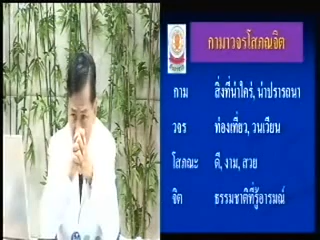 กามาวจรโสภณจิต
กาม สิ่งที่น่าใคร่, น่าปรารถนา
วจร ท่องเที่ยว, วนเวียน
โสภณะ ดี, งาม, สวย
จิต ธรรมชาติที่รู้อารมณ์